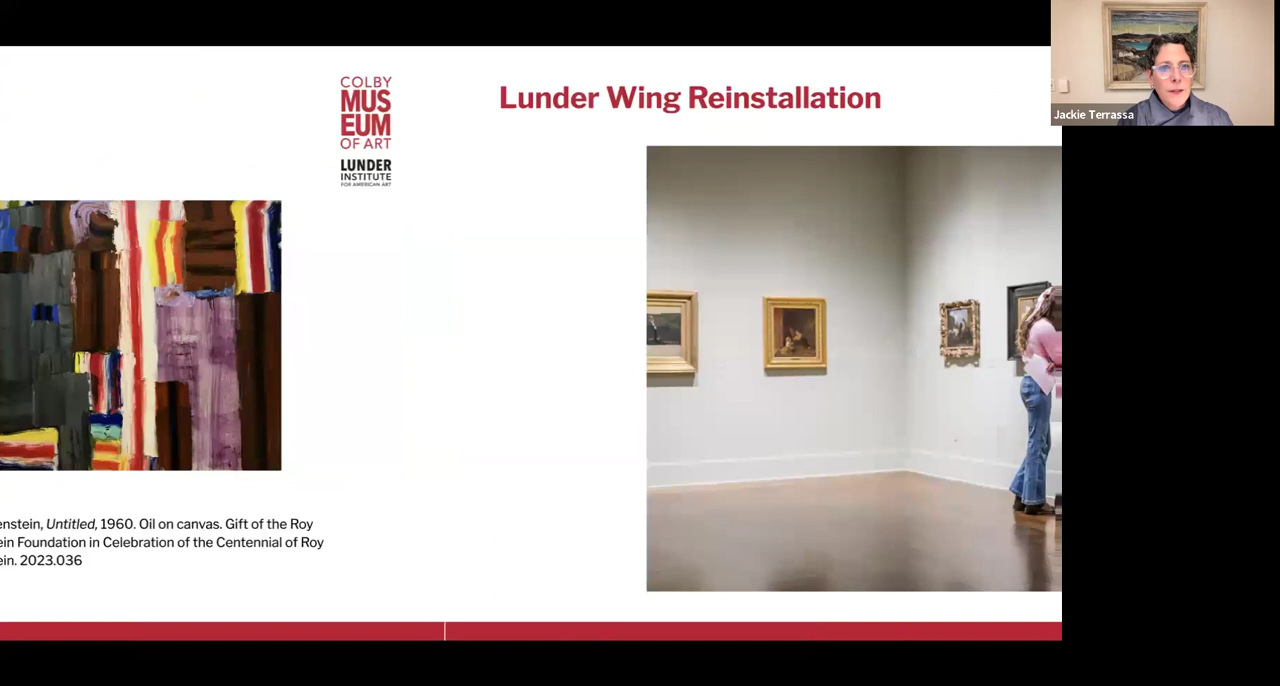 COLBY
MUS
EUM
OF ART
LUNDER
INSTITUTE
FOR AMERICAN ART
Lunder Wing Reinstallation
Jackie Terrassa
enstein, Untitled, 1960. Oil on canvas. Gift of the Roy
ein Foundation in Celebration of the Centennial of Roy
ein. 2023.036